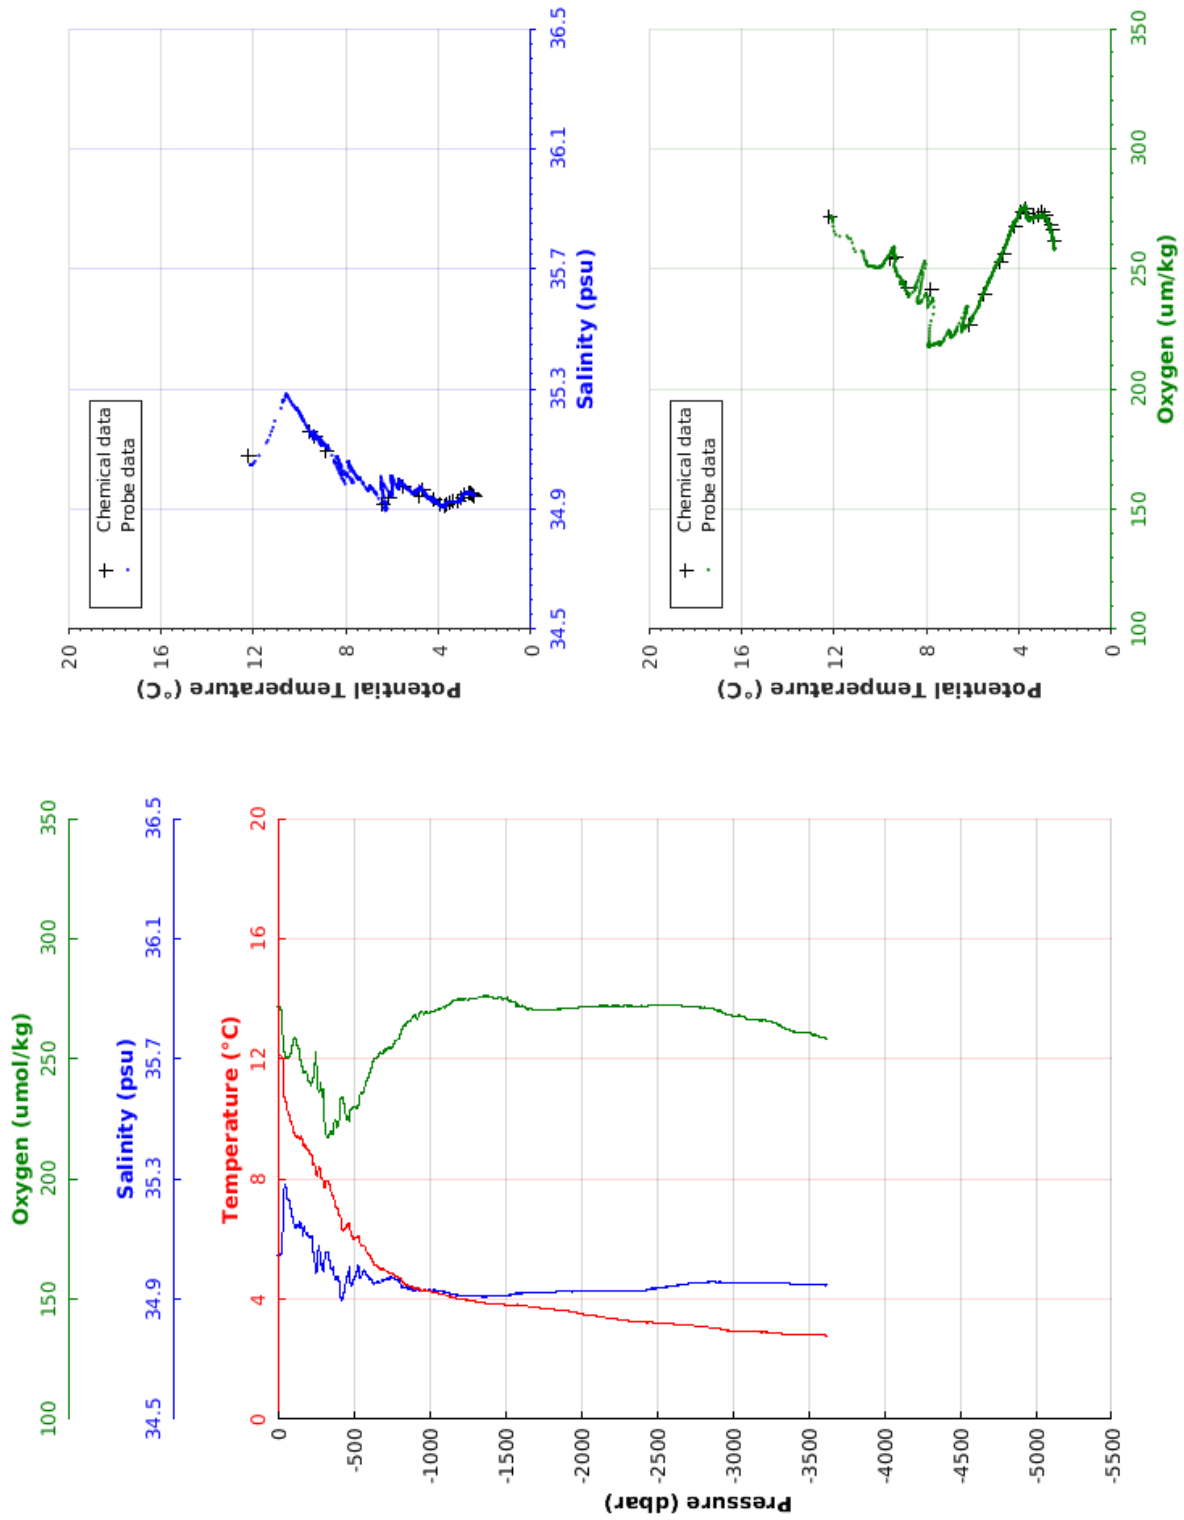 Oxygen (umol/kg)
100 150 200 250 300 350
Salinity (psu)
34.5 34.9 35.3 35.7 36.1 36.5
Temperature (°C)
0 4 8 12 16 20
Pressure (dbar)
0
-500
-1000
-1500
-2000
-2500
-3000
-3500
-4000
-4500
-5000
-5500
Potential Temperature (°C)
20
16
12
8
4
0
Chemical data
Probe data
34.5 34.9 35.3 35.7 36.1 36.5
Salinity (psu)
Potential Temperature (°C)
20
16
12
8
4
0
Chemical data
Probe data
100 150 200 250 300 350
Oxygen (um/kg)